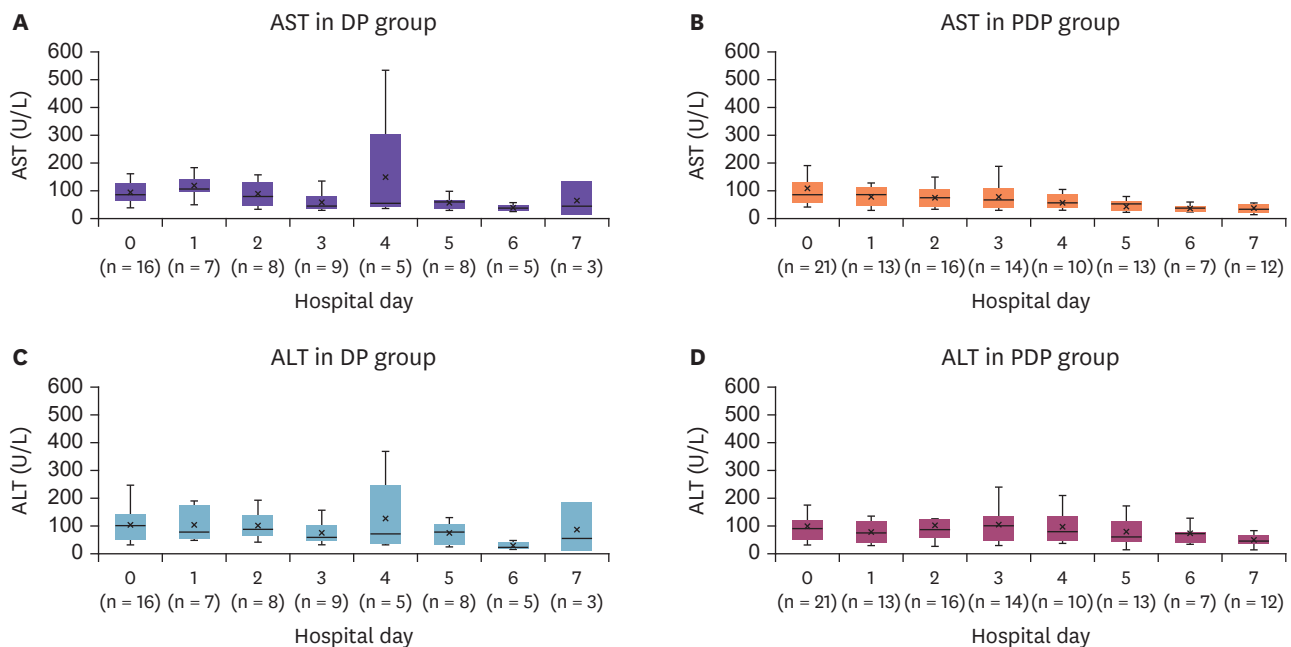 A AST in DP group
600
500
400
300
200
100
0
AST (U/L)
0 1 2 3 4 5 6 7
(n = 16) (n = 7) (n = 8) (n = 9) (n = 5) (n = 8) (n = 5) (n = 3)
Hospital day
B AST in PDP group
600
500
400
300
200
100
0
AST (U/L)
0 1 2 3 4 5 6 7
(n = 21) (n = 13) (n = 16) (n = 14) (n = 10) (n = 13) (n = 7) (n = 12)
Hospital day
C ALT in DP group
600
500
400
300
200
100
0
ALT (U/L)
0 1 2 3 4 5 6 7
(n = 16) (n = 7) (n = 8) (n = 9) (n = 5) (n = 8) (n = 5) (n = 3)
Hospital day
D ALT in PDP group
600
500
400
300
200
100
0
ALT (U/L)
0 1 2 3 4 5 6 7
(n = 21) (n = 13) (n = 16) (n = 14) (n = 10) (n = 13) (n = 7) (n = 12)
Hospital day